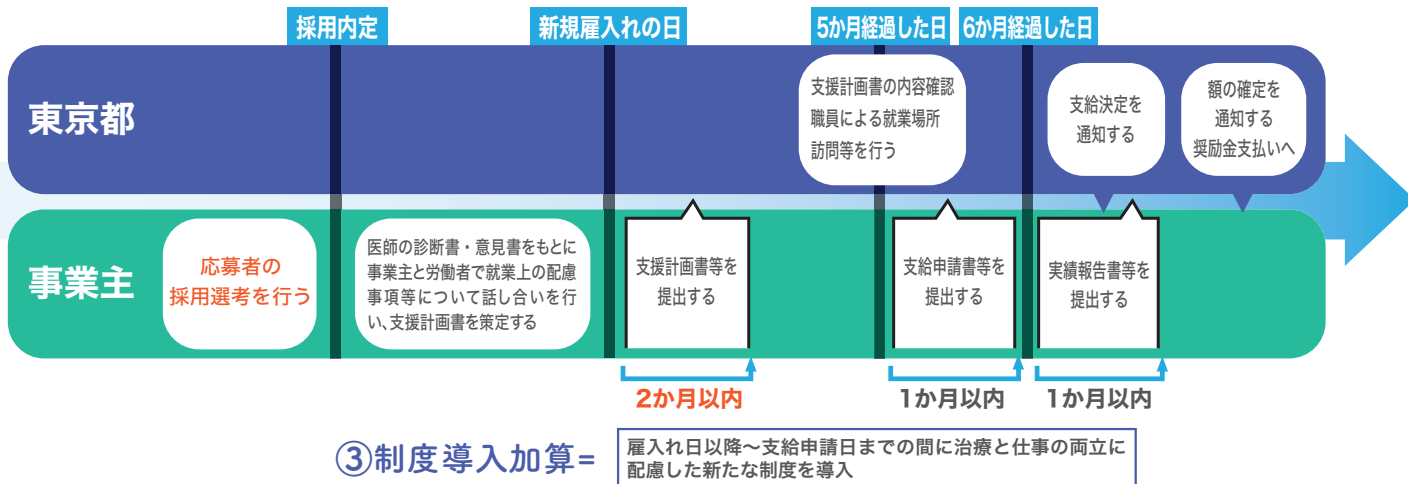 採用内定
新規雇入れの日
5か月経過した日
6か月経過した日
東京都
支援計画書の内容確認
職員による就業場所
訪問等を行う
支給決定を
通知する
額の確定を
通知する
奨励金支払いへ
事業主
応募者の
採用選考を行う
医師の診断書・意見書をもとに
事業主と労働者で就業上の配慮
事項等について話し合いを行
い、支援計画書を策定する
支援計画書等を
提出する
支給申請書等を
提出する
実績報告書等を
提出する
2か月以内
1か月以内
1か月以内
③制度導入加算=
雇入れ日以降～支給申請日までの間に治療と仕事の両立に
配慮した新たな制度を導入